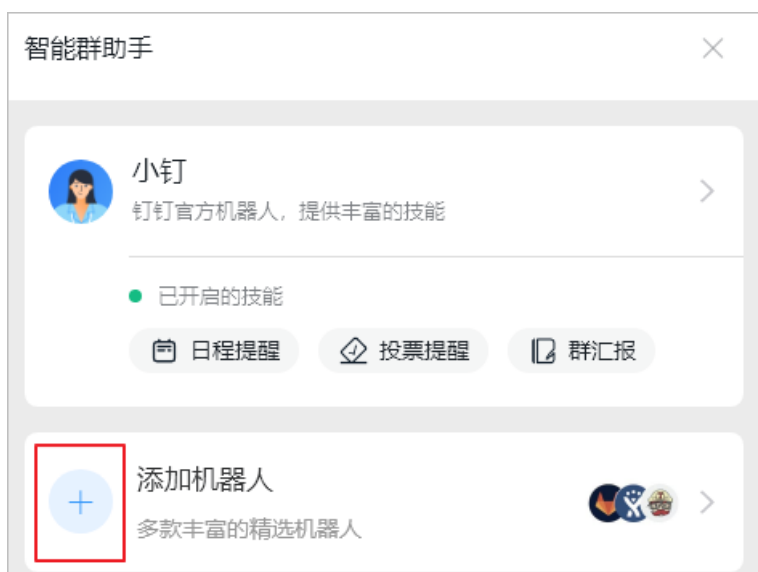 智能群助手
小钉
钉钉官方机器人，提供丰富的技能
已开启的技能
日程提醒 投票提醒 群汇报
添加机器人
多款丰富的精选机器人